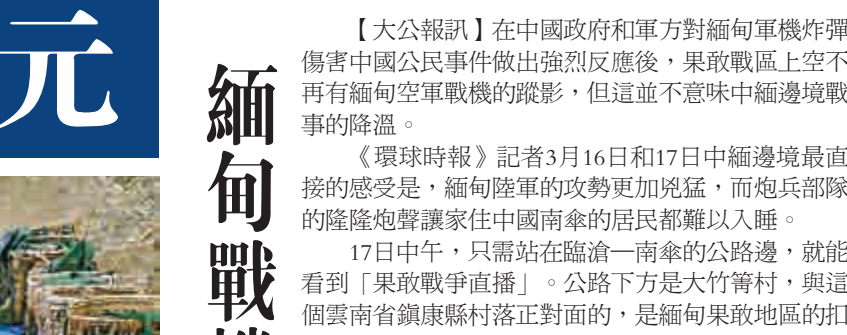 元
緬甸戰機
【大公報訊】在中國政府和軍方對緬甸軍機炸彈
傷害中國公民事件做出強烈反應後，果敢戰區上空不
再有緬甸空軍戰機的蹤影，但這並不意味中緬邊境戰
事的降溫。
《環球時報》記者3月16日和17日中緬邊境最直
接的感受是，緬甸陸軍的攻勢更加兇猛，而炮兵部隊
的隆隆炮聲讓家住中國南傘的居民都難以入睡。
17日中午，只需站在臨滄—南傘的公路邊，就能
看到「果敢戰爭直播」。公路下方是大竹箐村，與這
個雲南省鎮康縣村落正對面的，是緬甸果敢地區的扣